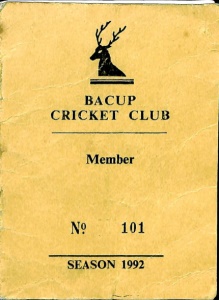 BACUP
CRICKET CLUB
Member
Nº 101
SEASON 1992